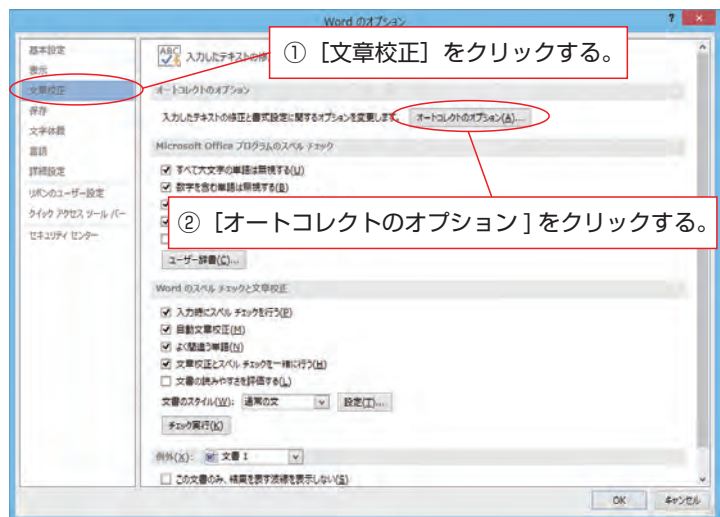 Word のオプション
? ×
基本設定
表示
文章校正
保存
文字体裁
言語
詳細設定
リボンのユーザー設定
クイック アクセス ツール バー
セキュリティ センター
ABC 入力したテキストの
① [文章校正] をクリックする。
オートコレクトのオプション
入力したテキストの修正と書式設定に関するオプションを変更します。 オートコレクトのオプション(A)...
Microsoft Office プログラムのスペル チェック
すべて大文字の単語は無視する(U)
数字を含む単語は無視する(B)
② [オートコレクトのオプション] をクリックする。
ユーザー辞書(C)...
Word のスペル チェックと文章校正
入力時にスペル チェックを行う(P)
自動文章校正(M)
よく間違う単語(N)
文章校正とスペル チェックを一緒に行う(H)
文書の読みやすさを評価する(L)
文書のスタイル(W): 通常の文 設定(T)...
チェック実行(K)
例外(X): 文書 1
この文書のみ、結果を表す波線を表示しない(S)
OK キャンセル